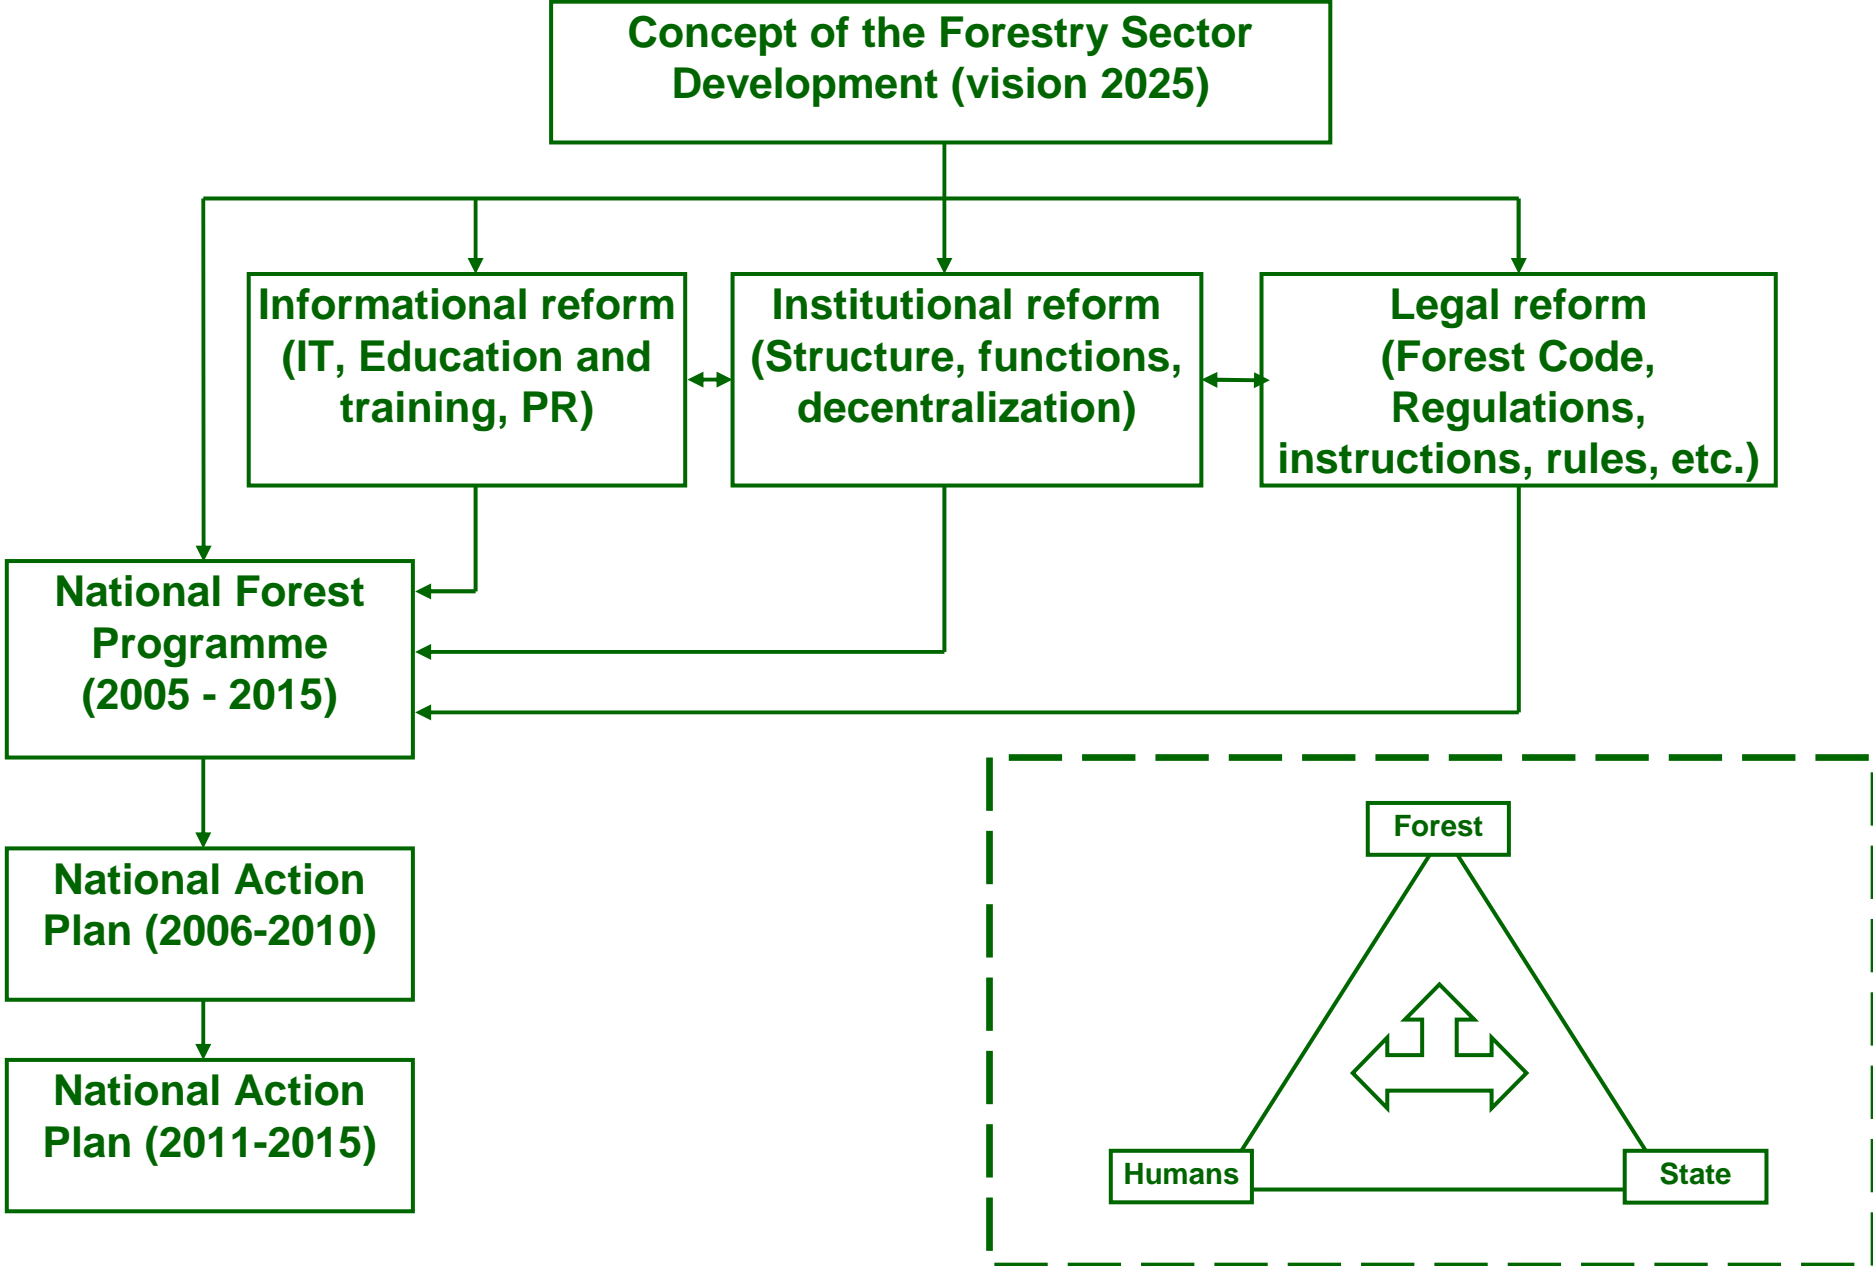 Concept of the Forestry Sector
Development (vision 2025)
Informational reform
(IT, Education and
training, PR)
Institutional reform
(Structure, functions,
decentralization)
Legal reform
(Forest Code,
Regulations,
instructions, rules, etc.)
National Forest
Programme
(2005 - 2015)
National Action
Plan (2006-2010)
National Action
Plan (2011-2015)
Forest
Humans
State